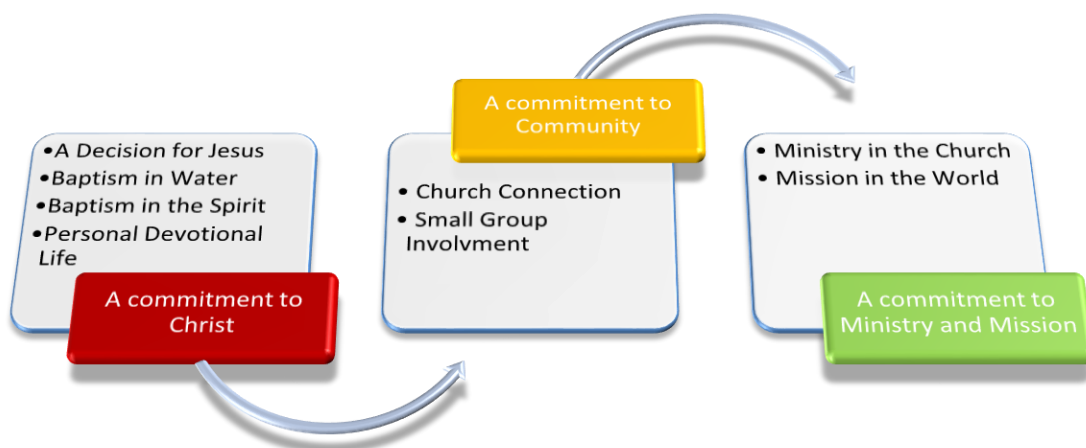 •A Decision for Jesus
•Baptism in Water
•Baptism in the Spirit
•Personal Devotional
Life
A commitment to
Christ
A commitment to
Community
• Church Connection
• Small Group
Involvment
• Ministry in the Church
• Mission in the World
A commitment to
Ministry and Mission